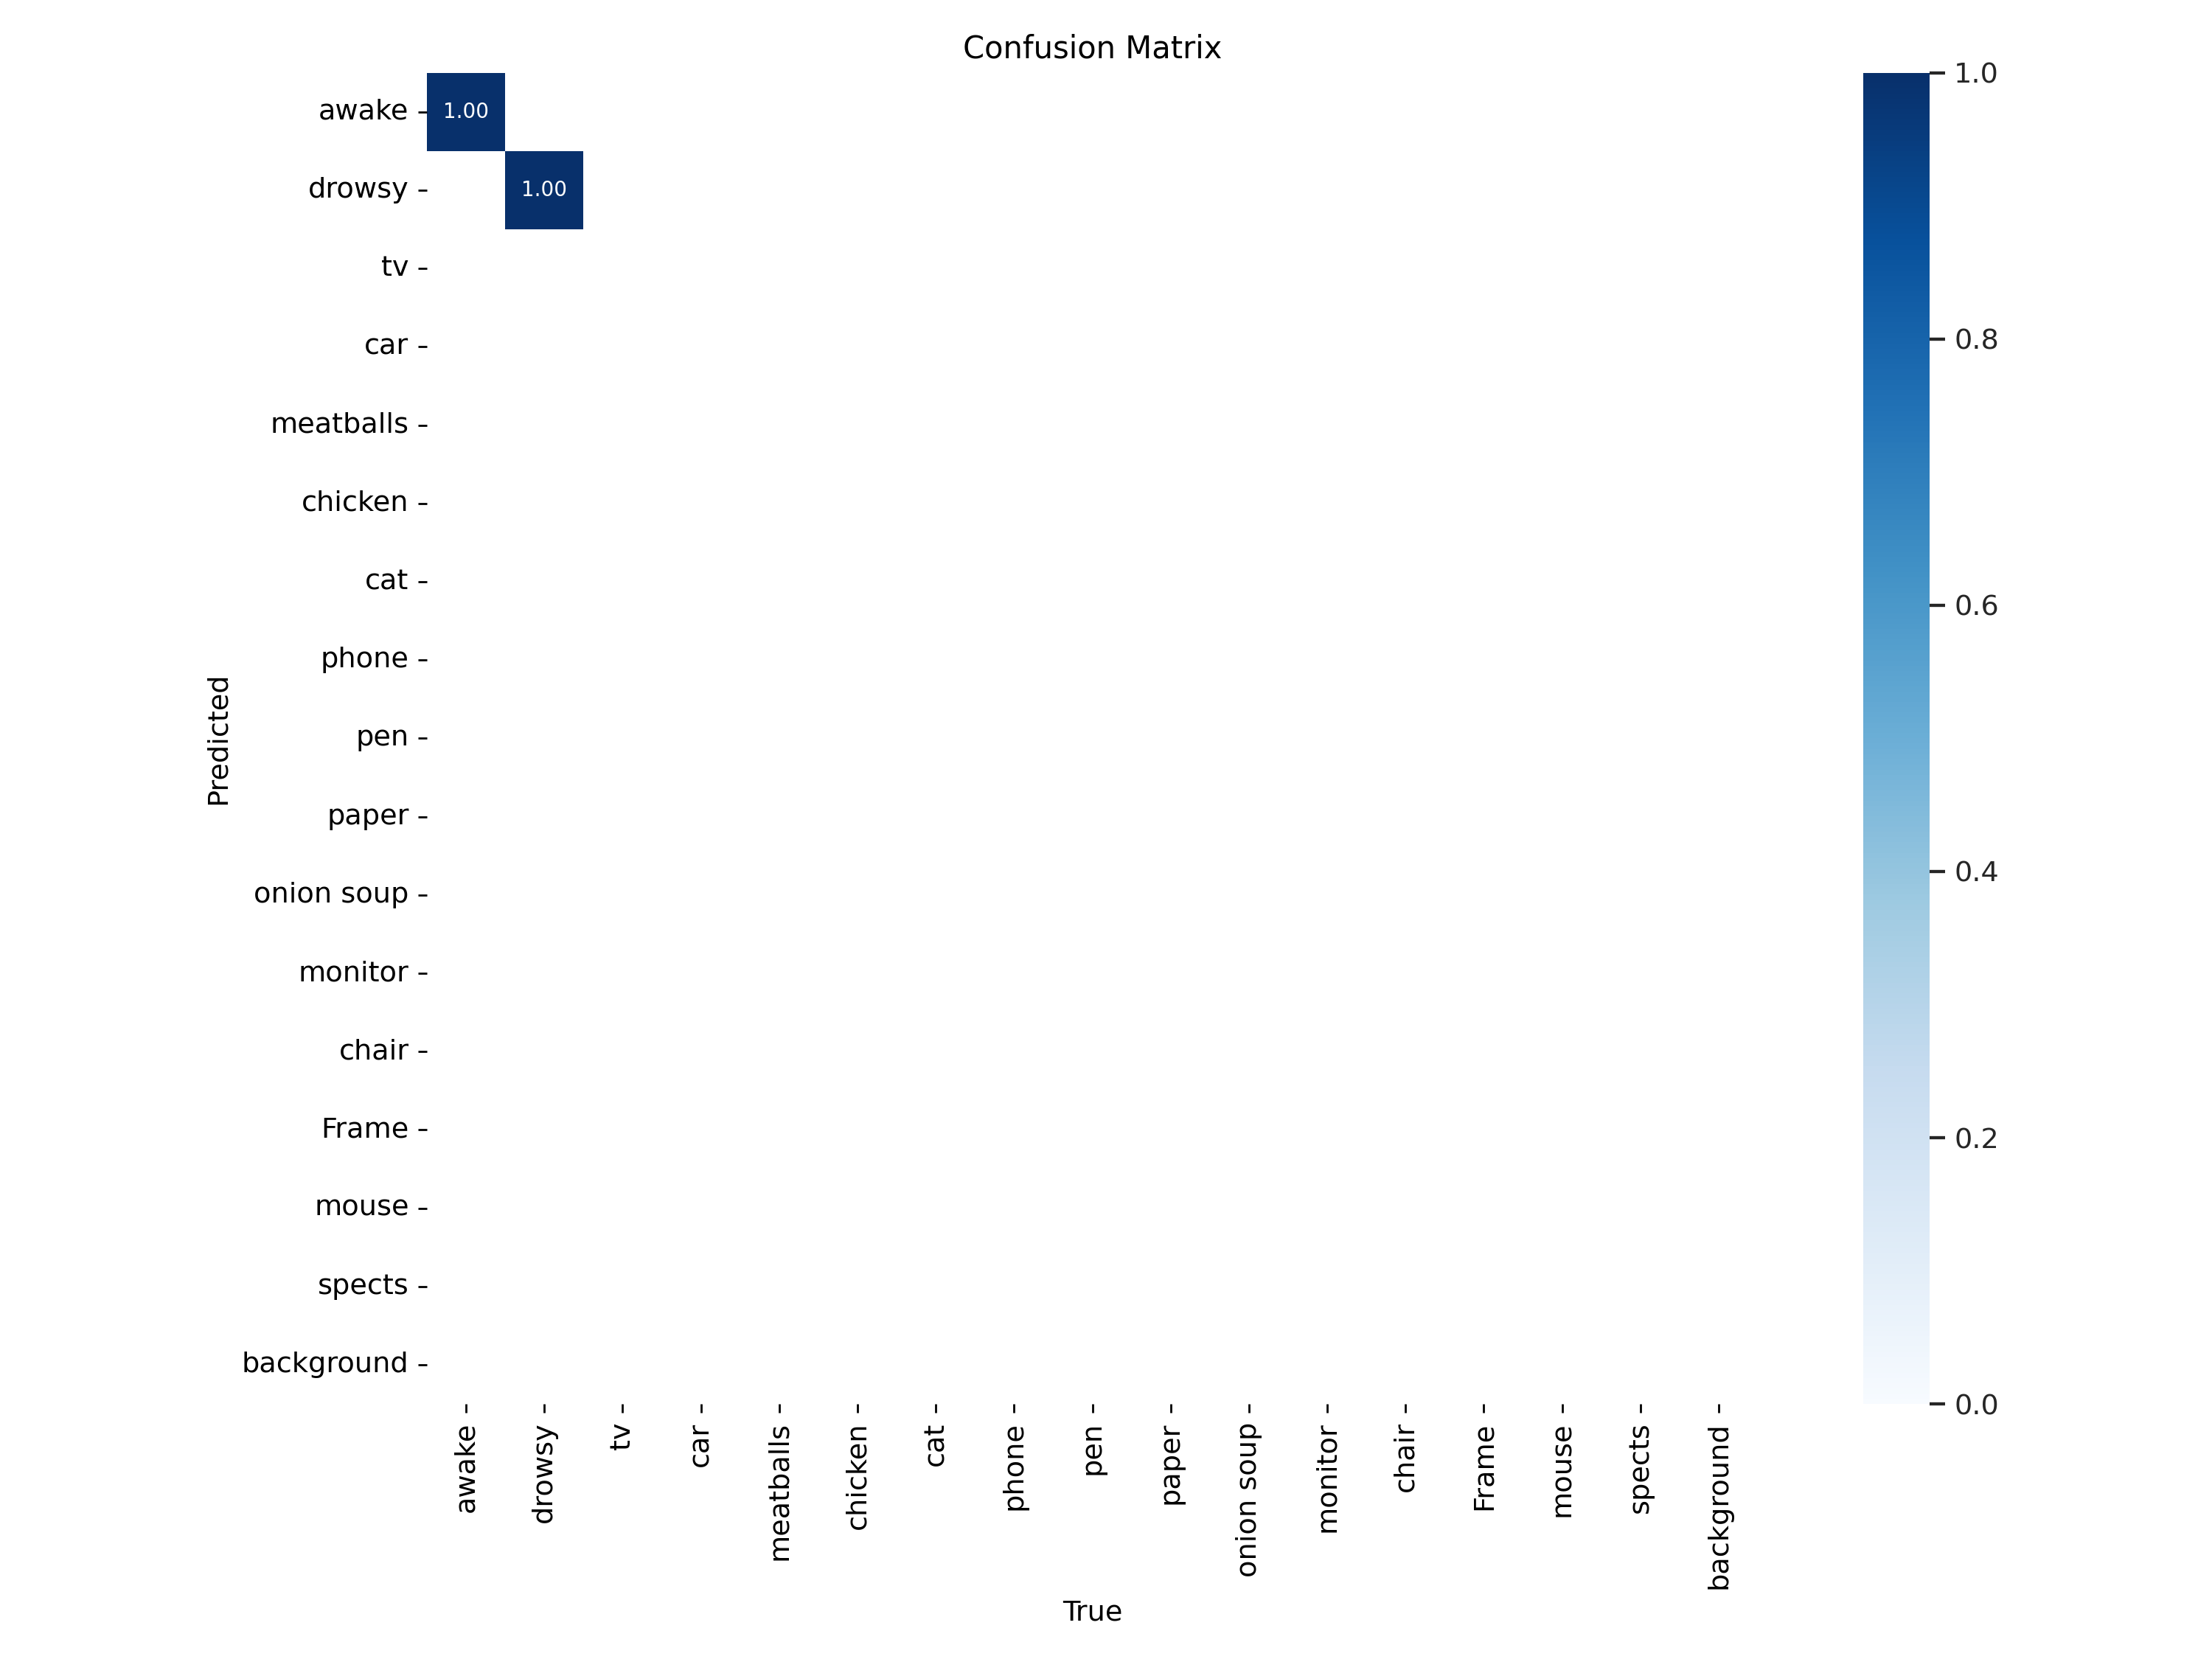 Confusion Matrix
awake
drowsy
tv
car
meatballs
chicken
cat
phone
pen
paper
onion soup
monitor
chair
Frame
mouse
spects
background
Predicted
1.00
1.00
awake
drowsy
tv
car
meatballs
chicken
cat
phone
pen
paper
onion soup
monitor
chair
Frame
mouse
spects
background
True
1.0
0.8
0.6
0.4
0.2
0.0